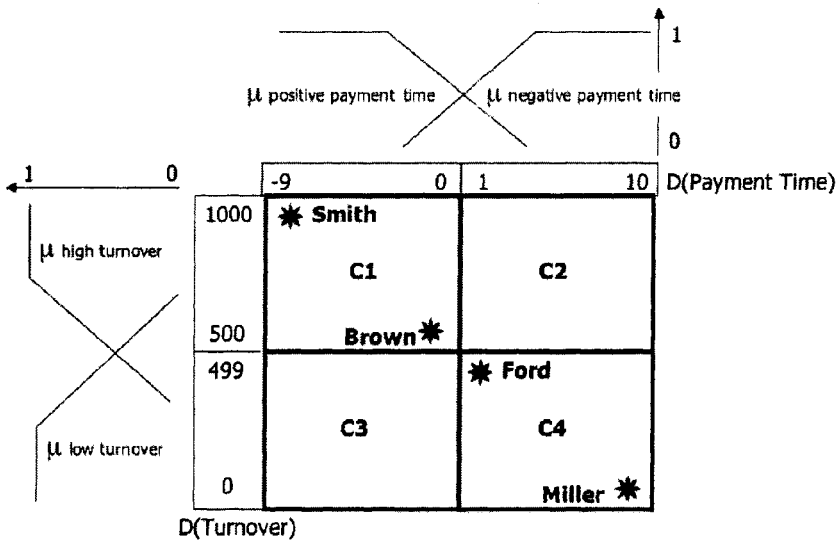 1
μ positive payment time
μ negative payment time
0
1
0
-9
0
1
10
D(Payment Time)
1000
Smith
μ high turnover
C1
C2
500
Brown
499
Ford
C3
C4
μ low turnover
0
Miller
D(Turnover)